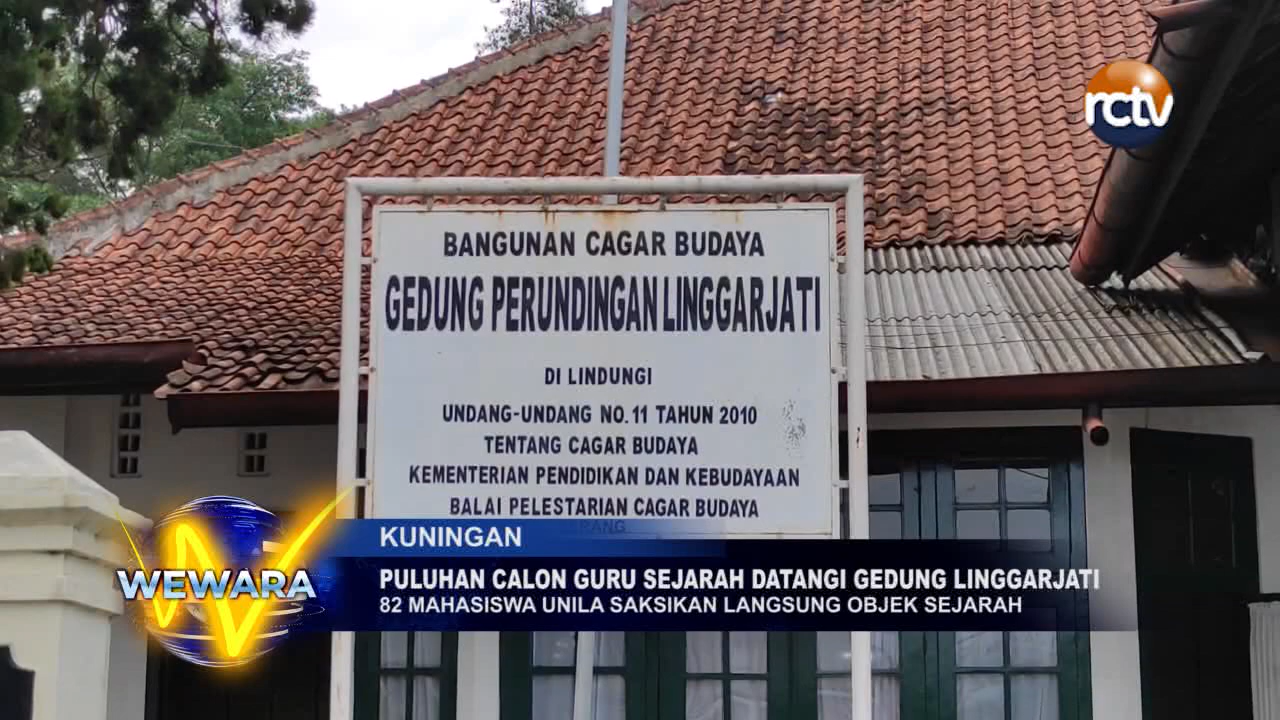 rctv
BANGUNAN CAGAR BUDAYA
GEDUNG PERUNDINGAN LINGGARJATI
DI LINDUNGI
UNDANG-UNDANG NO. 11 TAHUN 2010
TENTANG CAGAR BUDAYA
KEMENTERIAN PENDIDIKAN DAN KEBUDAYAAN
BALAI PELESTARIAN CAGAR BUDAYA
KUNINGAN
WEWARA
PULUHAN CALON GURU SEJARAH DATANGI GEDUNG LINGGARJATI
82 MAHASISWA UNILA SAKSIKAN LANGSUNG OBJEK SEJARAH